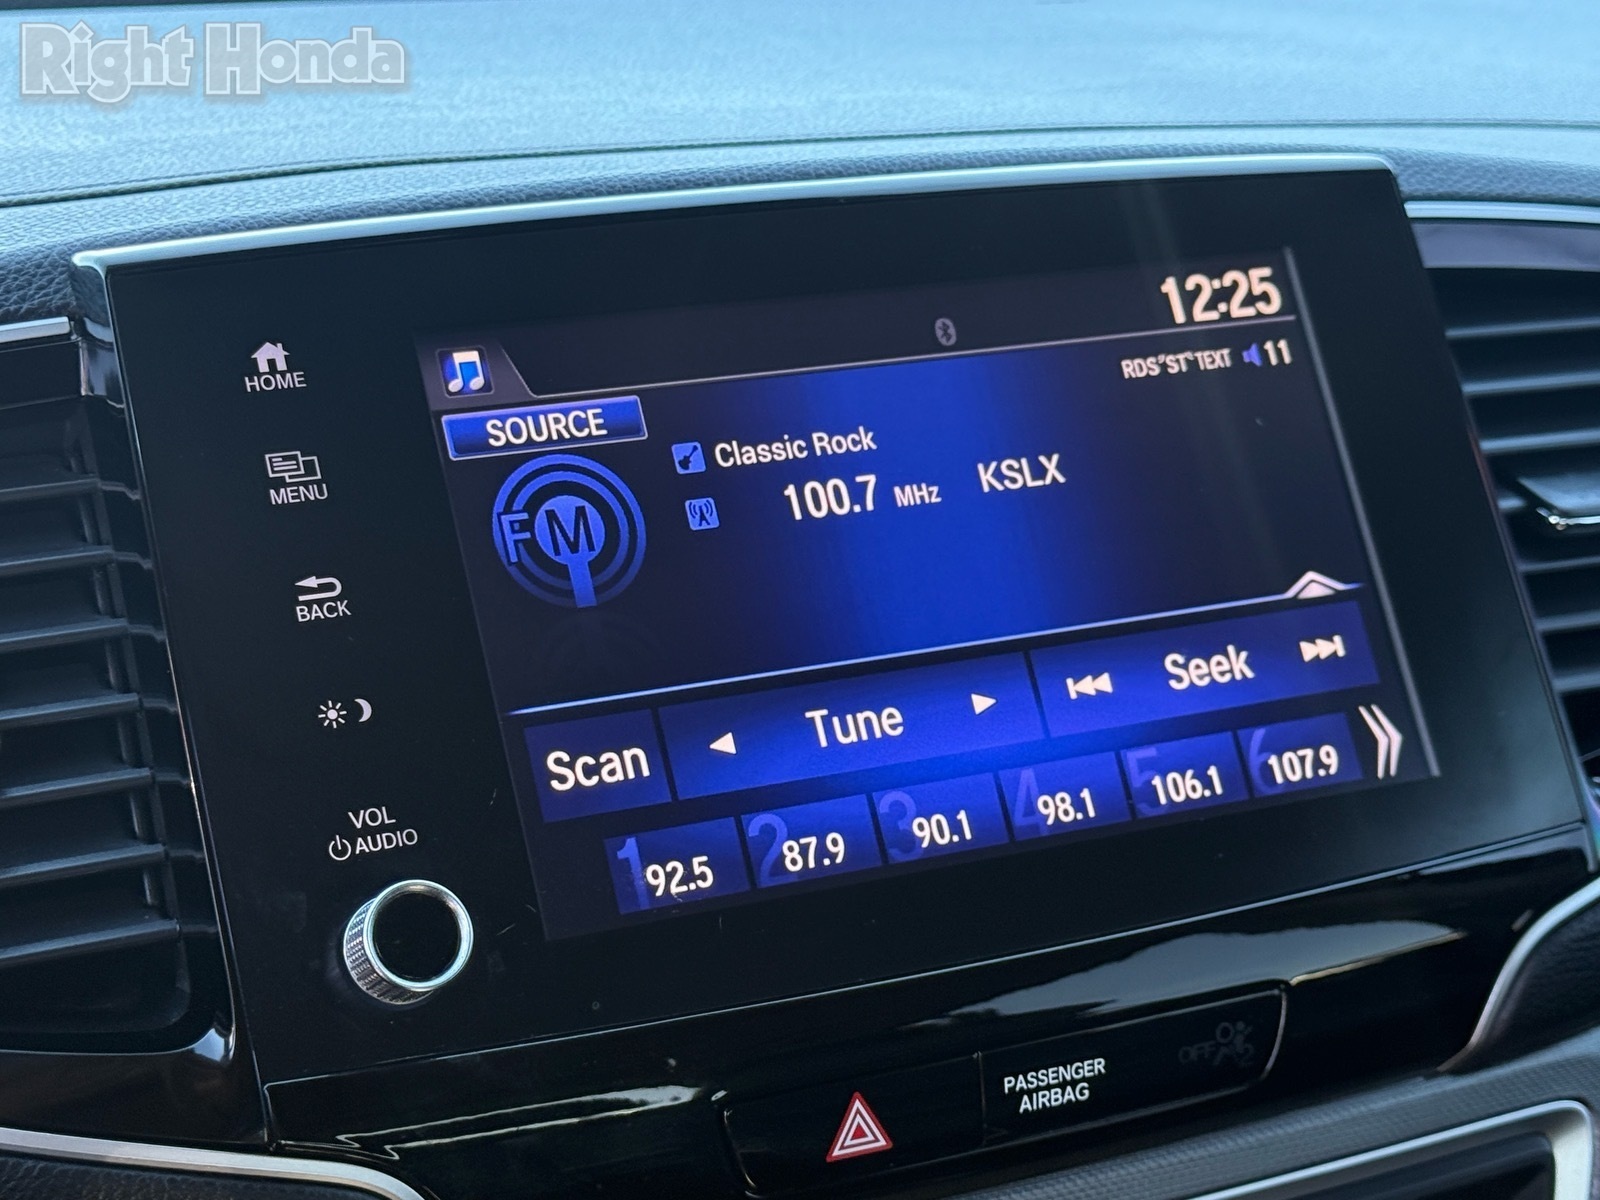 Right Honda
12:25
HOME
SOURCE
RDS ST TEXT 11
Classic Rock
FM
100.7 MHz KSLX
MENU
BACK
Scan
Tune
Seek
1 92.5
2 87.9
3 90.1
4 98.1
5 106.1
6 107.9
VOL
AUDIO
PASSENGER
AIRBAG
OFF